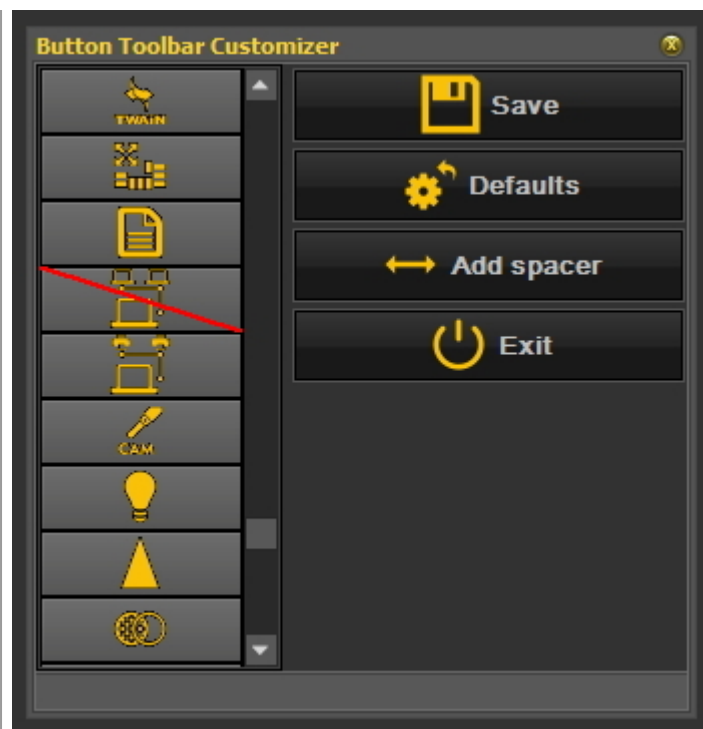 Button Toolbar Customizer
TWAIN
Save
Defaults
Add spacer
CAM
Exit